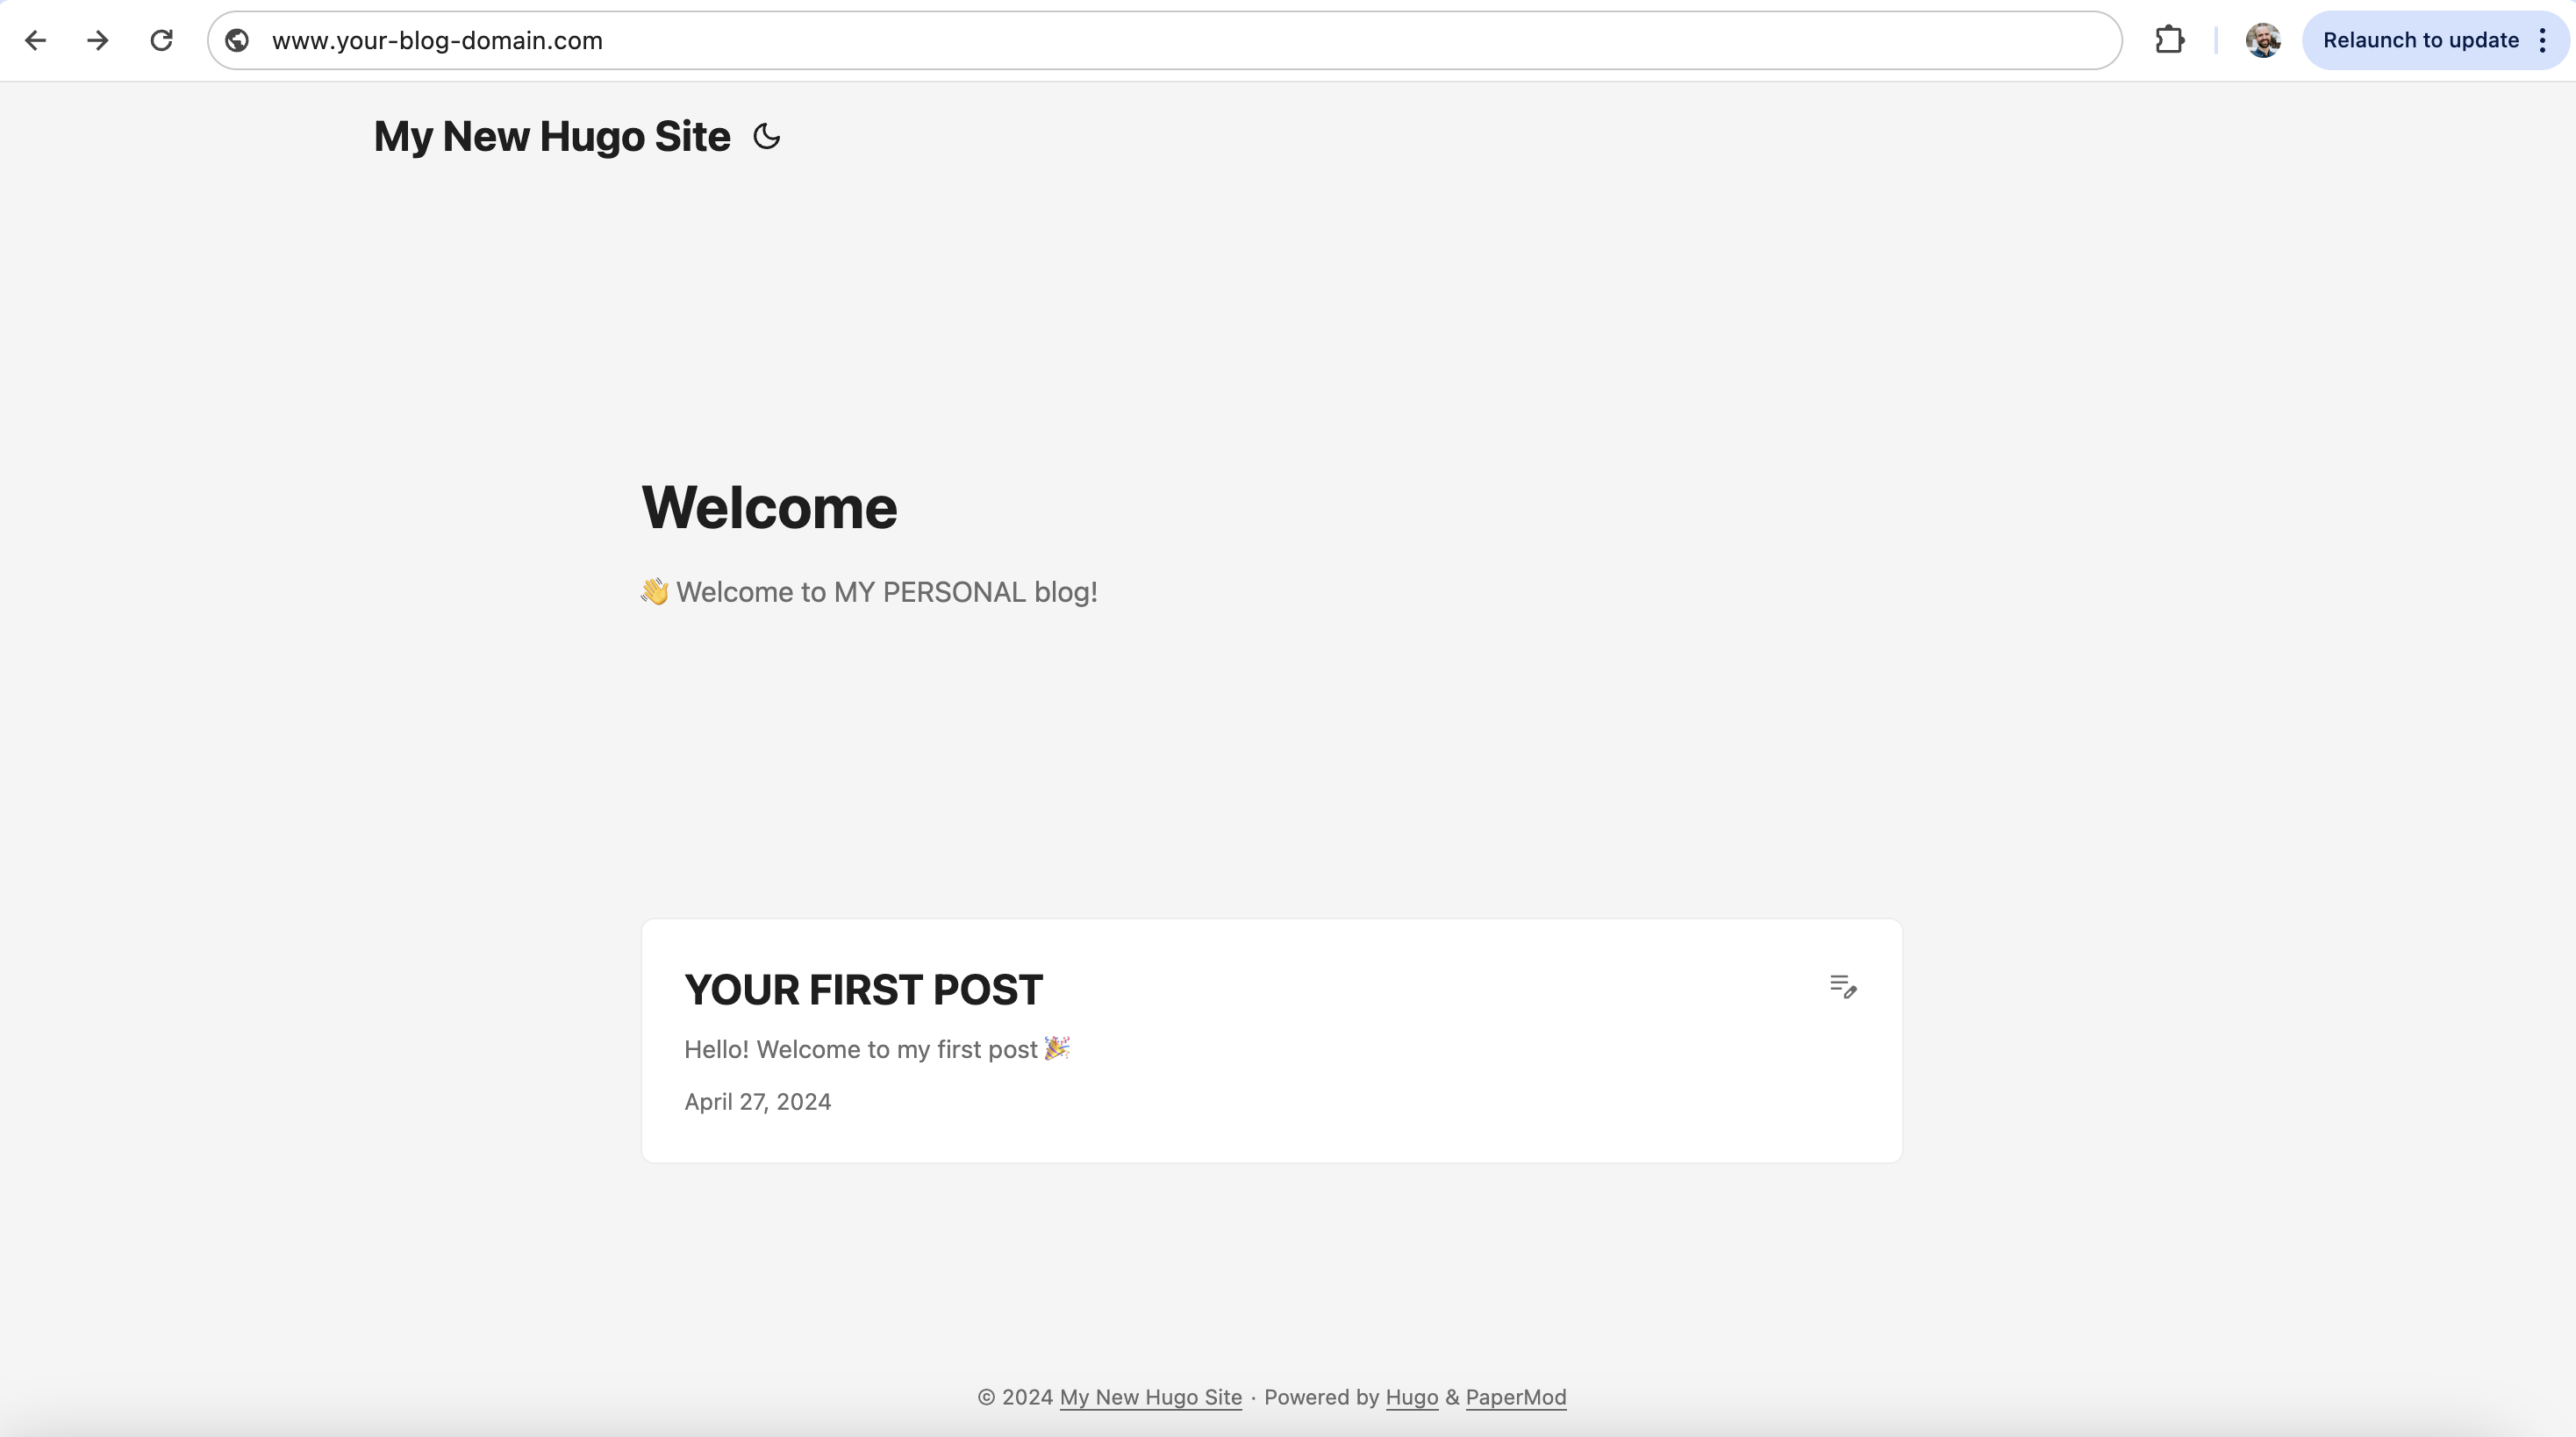 www.your-blog-domain.com
Relaunch to update
My New Hugo Site
Welcome
👋 Welcome to MY PERSONAL blog!
YOUR FIRST POST
Hello! Welcome to my first post 🎉
April 27, 2024
© 2024 My New Hugo Site · Powered by Hugo & PaperMod